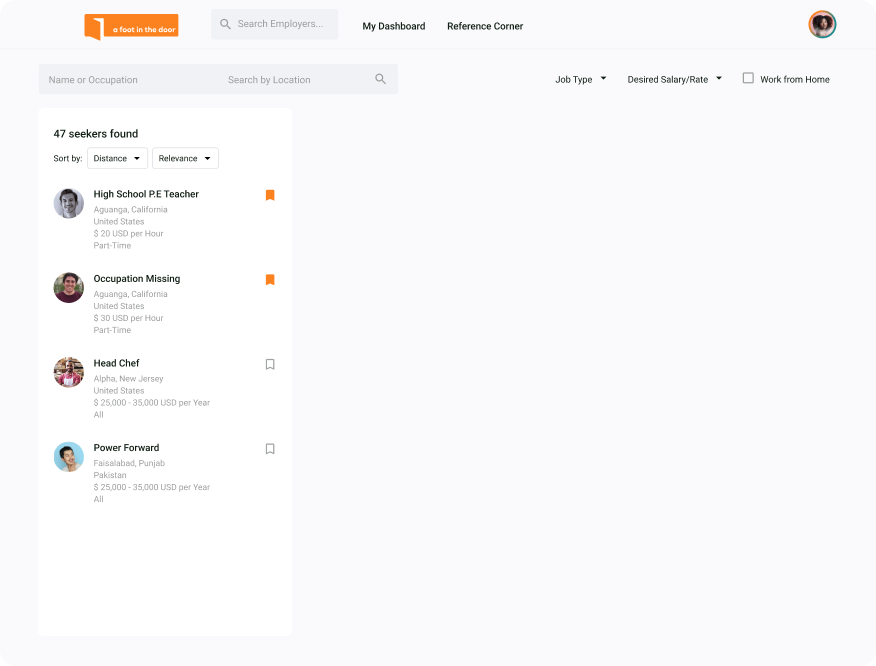 a foot in the door
Search Employers...
My Dashboard
Reference Corner
Name or Occupation
Search by Location
Job Type
Desired Salary/Rate
Work from Home
47 seekers found
Sort by:
Distance
Relevance
High School P.E Teacher
Aguanga, California
United States
$ 20 USD per Hour
Part-Time
Occupation Missing
Aguanga, California
United States
$ 30 USD per Hour
Part-Time
Head Chef
Alpha, New Jersey
United States
$ 25,000 - 35,000 USD per Year
All
Power Forward
Faisalabad, Punjab
Pakistan
$ 25,000 - 35,000 USD per Year
All